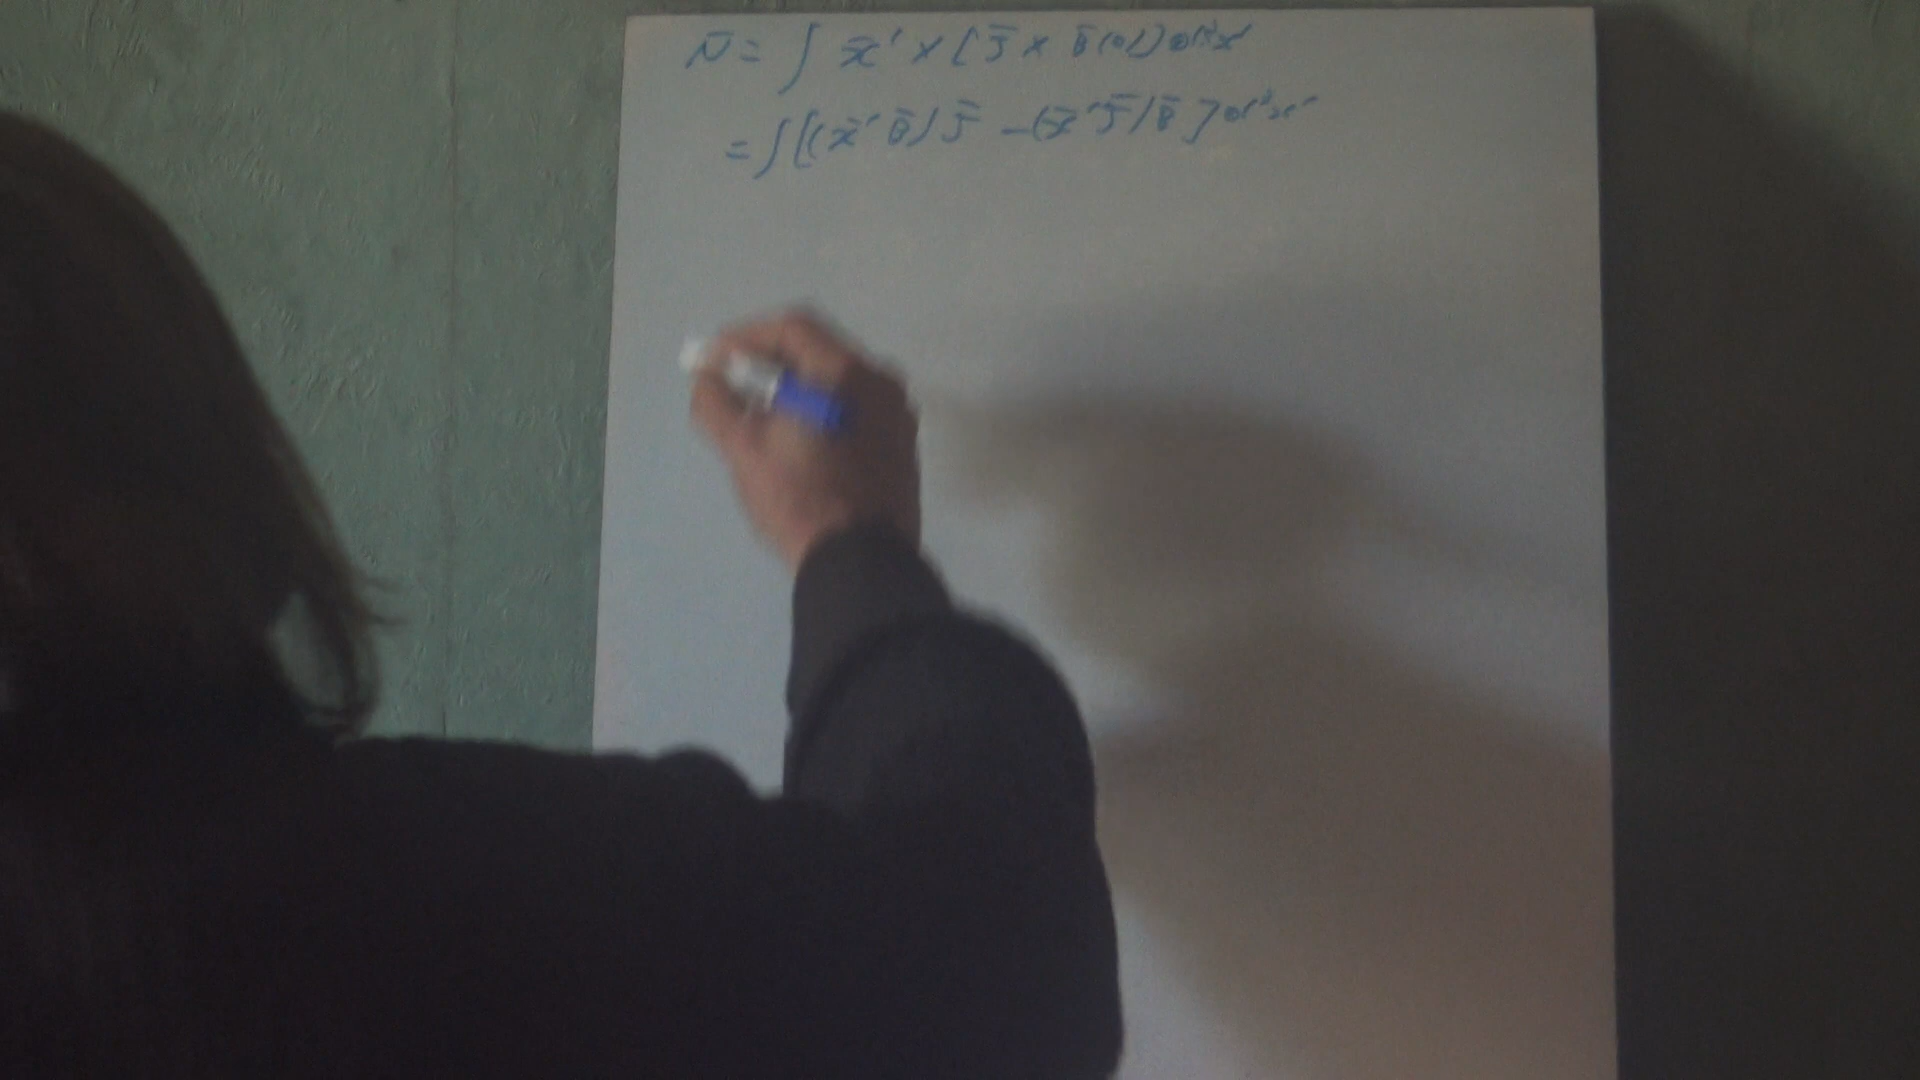 N̄ = ∫ x̄' × [J̄ × B̄(0)] d³x'
= ∫[(x̄' B̄) J̄ - (x̄' J̄) B̄] d³x'